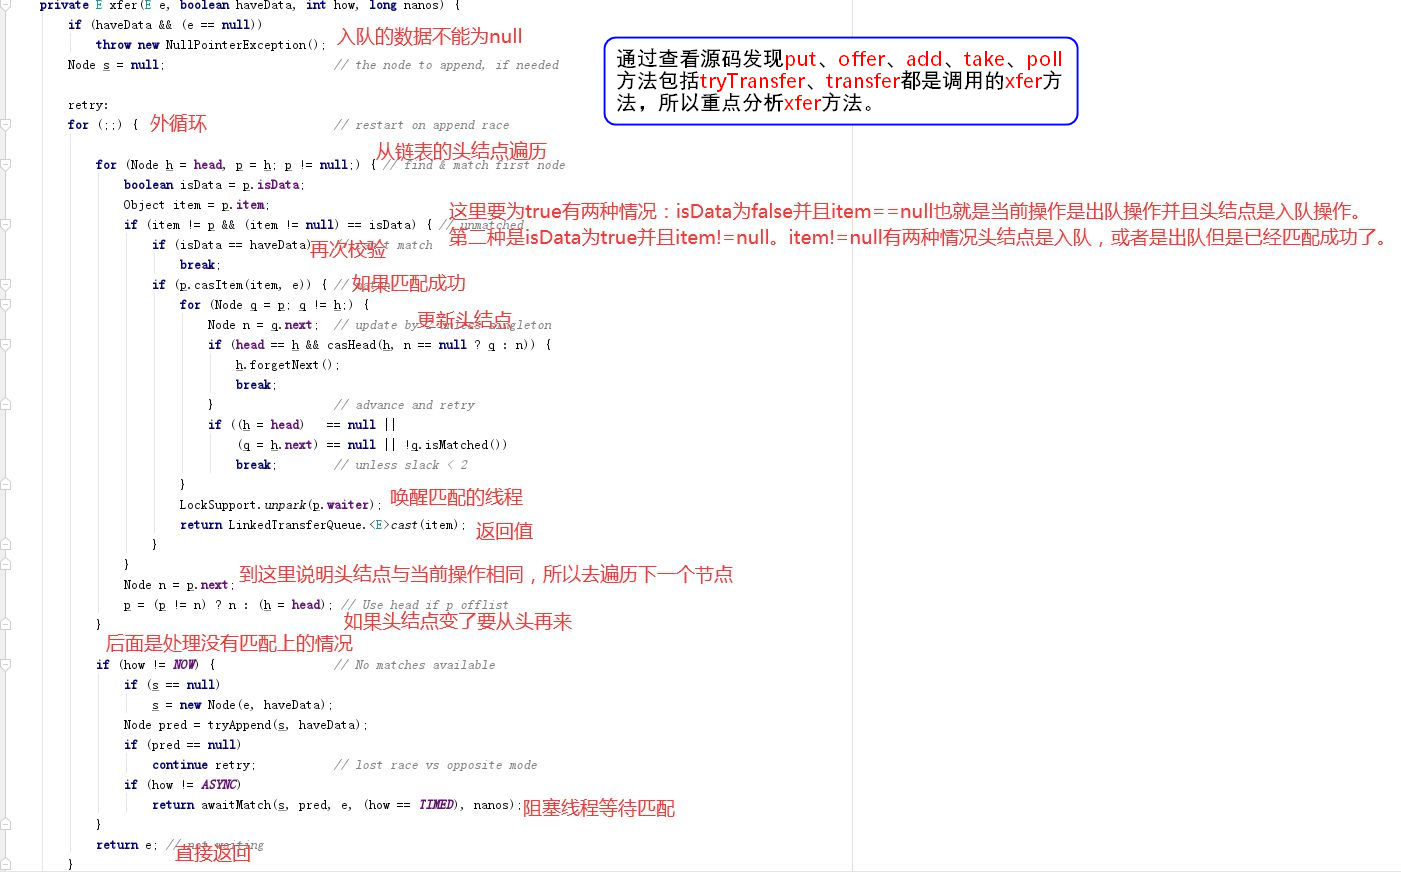 private E xfer(E e, boolean haveData, int how, long nanos) {
if (haveData && (e == null))
throw new NullPointerException(); 入队的数据不能为null
Node s = null; // the node to append, if needed
通过查看源码发现put、offer、add、take、poll
方法包括tryTransfer、transfer都是调用的xfer方
法，所以重点分析xfer方法。
retry:
for (;;) { 外循环 // restart on append race
从链表的头结点遍历
for (Node h = head, p = h; p != null;) { // find & match first node
boolean isData = p.isData;
Object item = p.item;
这里要为true有两种情况：isData为false并且item==null也就是当前操作是出队操作并且头结点是入队操作。
if (item != p && (item != null) == isData) { // unmatched
第二种是isData为true并且item!=null。item!=null有两种情况头结点是入队，或者是出队但是已经匹配成功了。
if (isData == haveData) 再次校验 match
break;
if (p.casItem(item, e)) { // 如果匹配成功
for (Node q = p; q != h;) {
更新头结点
Node n = q.next; // update by 2 unless singleton
if (head == h && casHead(h, n == null ? q : n)) {
h.forgetNext();
break;
} // advance and retry
if ((h = head) == null ||
(q = h.next) == null || !q.isMatched())
break; // unless slack < 2
}
LockSupport.unpark(p.waiter); 唤醒匹配的线程
return LinkedTransferQueue.<E>cast(item); 返回值
}
}
Node n = p.next; 到这里说明头结点与当前操作相同，所以去遍历下一个节点
p = (p != n) ? n : (h = head); // Use head if p offlist
} 如果头结点变了要从头再来
后面是处理没有匹配上的情况
if (how != NOW) { // No matches available
if (s == null)
s = new Node(e, haveData);
Node pred = tryAppend(s, haveData);
if (pred == null)
continue retry; // lost race vs opposite mode
if (how != ASYNC)
return awaitMatch(s, pred, e, (how == TIMED), nanos); 阻塞线程等待匹配
}
return e; // not waiting
直接返回
}